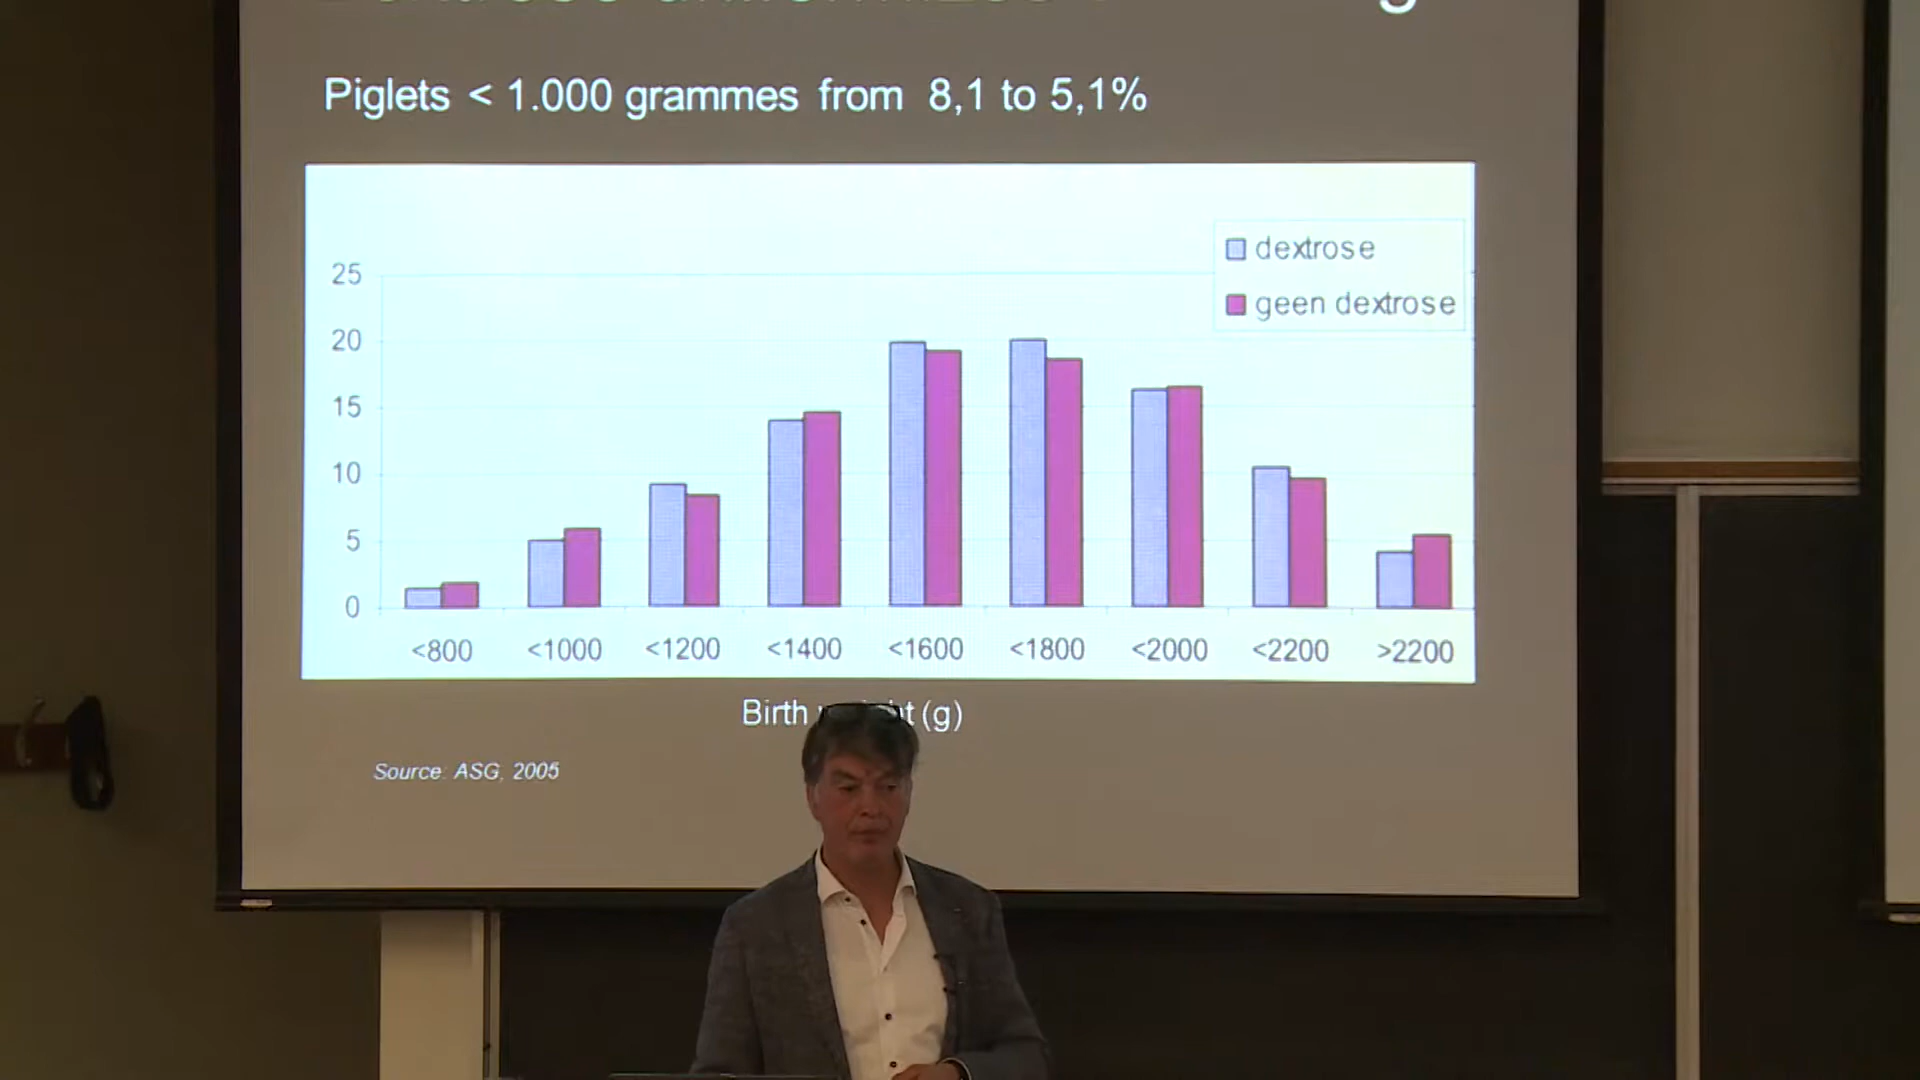 Piglets < 1.000 grammes from 8,1 to 5,1%
dextrose
geen dextrose
25
20
15
10
5
0
<800 <1000 <1200 <1400 <1600 <1800 <2000 <2200 >2200
Birth (g)
Source: ASG, 2005